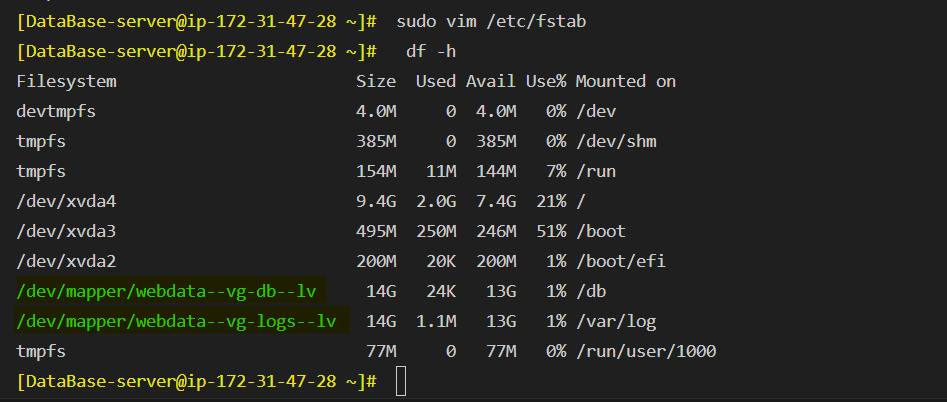 [DataBase-server@ip-172-31-47-28 ~]#  sudo vim /etc/fstab
[DataBase-server@ip-172-31-47-28 ~]#   df -h
Filesystem                        Size  Used Avail Use% Mounted on
devtmpfs                          4.0M     0  4.0M   0% /dev
tmpfs                             385M     0  385M   0% /dev/shm
tmpfs                             154M   11M  144M   7% /run
/dev/xvda4                        9.4G  2.0G  7.4G  21% /
/dev/xvda3                        495M  250M  246M  51% /boot
/dev/xvda2                        200M   20K  200M   1% /boot/efi
/dev/mapper/webdata--vg-db--lv     14G   24K   13G   1% /db
/dev/mapper/webdata--vg-logs--lv   14G  1.1M   13G   1% /var/log
tmpfs                              77M     0   77M   0% /run/user/1000
[DataBase-server@ip-172-31-47-28 ~]#